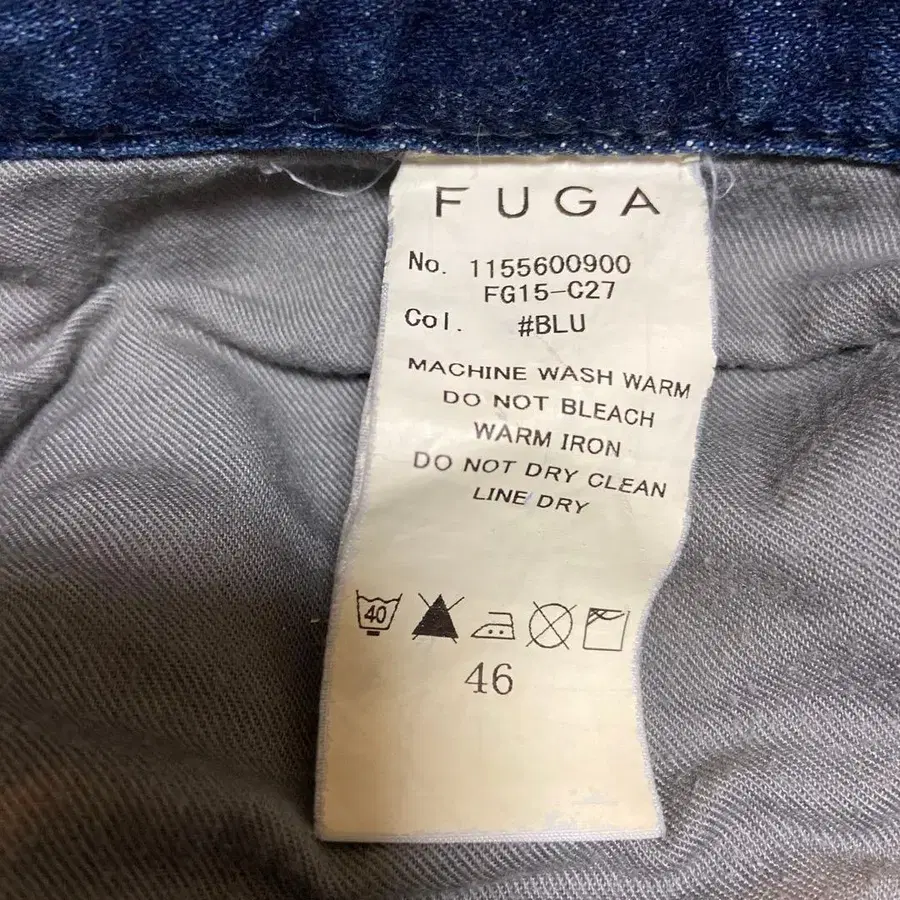 FUGA
No. 1155600900
FG15-C27
Col. #BLU
MACHINE WASH WARM
DO NOT BLEACH
WARM IRON
DO NOT DRY CLEAN
LINE DRY
40
46